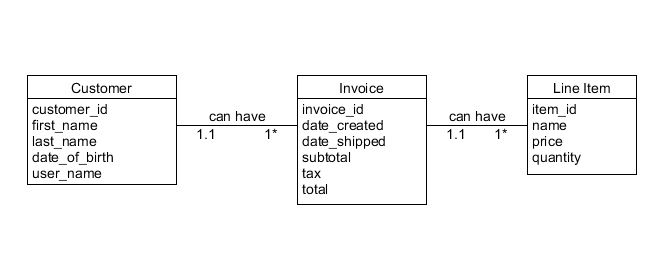 Customer
customer_id
first_name
last_name
date_of_birth
user_name
can have
1.1 1*
Invoice
invoice_id
date_created
date_shipped
subtotal
tax
total
can have
1.1 1*
Line Item
item_id
name
price
quantity